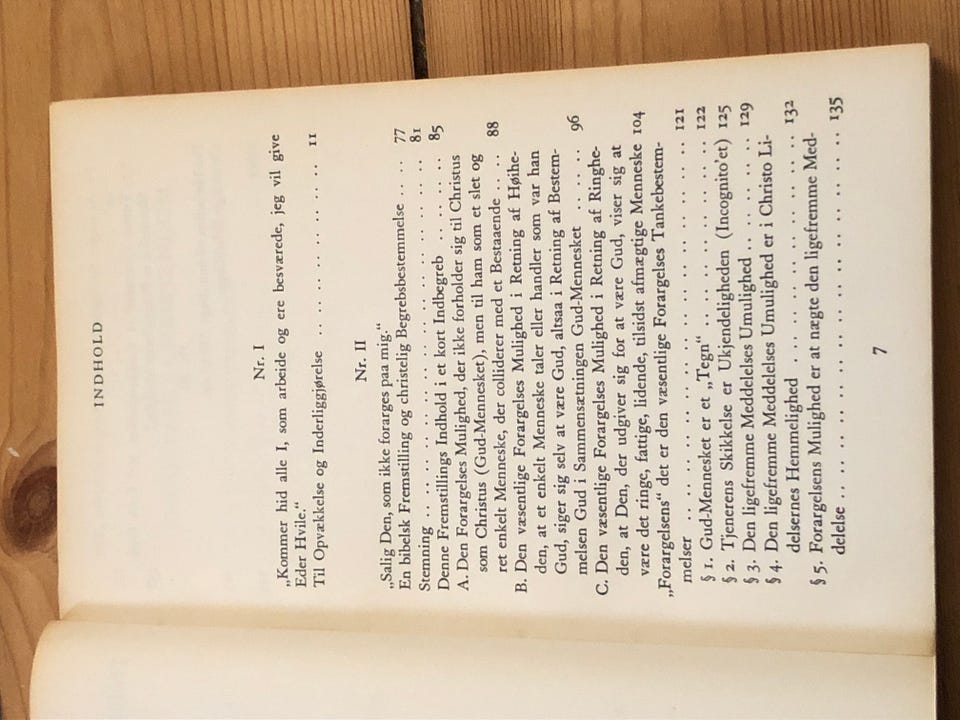 INDHOLD
Nr. I
„Kommer hid alle I, som arbeide og ere besværede, jeg vil give
Eder Hvile.“
Til Opvækkelse og Inderliggjørelse .. .. .. .. .. .. .. .. 11
Nr. II
„Salig Den, som ikke forarges paa mig.“
En bibelsk Fremstilling og christelig Begrebsbestemmelse .. .. 77
Stemning .. .. .. .. .. .. .. .. .. .. .. .. .. .. .. .. 81
Denne Fremstillings Indhold i et kort Indbegreb .. .. .. .. 85
A. Den Forargelses Mulighed, der ikke forholder sig til Christus
som Christus (Gud-Mennesket), men til ham som et slet og
ret enkelt Menneske, der colliderer med et Bestaaende .. .. 88
B. Den væsentlige Forargelses Mulighed i Retning af Høihe-
den, at et enkelt Menneske taler eller handler som var han
Gud, siger sig selv at være Gud, altsaa i Retning af Bestem-
melsen Gud i Sammensætningen Gud-Mennesket .. .. .. 96
C. Den væsentlige Forargelses Mulighed i Retning af Ringhe-
den, at Den, der udgiver sig for at være Gud, viser sig at
være det ringe, fattige, lidende, tilsidst afmægtige Menneske 104
„Forargelsens“ det er den væsentlige Forargelses Tankebestem-
melser .. .. .. .. .. .. .. .. .. .. .. .. .. .. .. .. 121
§ 1. Gud-Mennesket er et „Tegn“ .. .. .. .. .. .. .. .. 122
§ 2. Tjenerens Skikkelse er Ukjendeligheden (Incognito'et) 125
§ 3. Den ligefremme Meddelelses Umulighed .. .. .. .. .. 129
§ 4. Den ligefremme Meddelelses Umulighed er i Christo Li-
delsernes Hemmelighed .. .. .. .. .. .. .. .. .. .. 132
§ 5. Forargelsens Mulighed er at nægte den ligefremme Med-
delelse .. .. .. .. .. .. .. .. .. .. .. .. .. .. .. 135
7